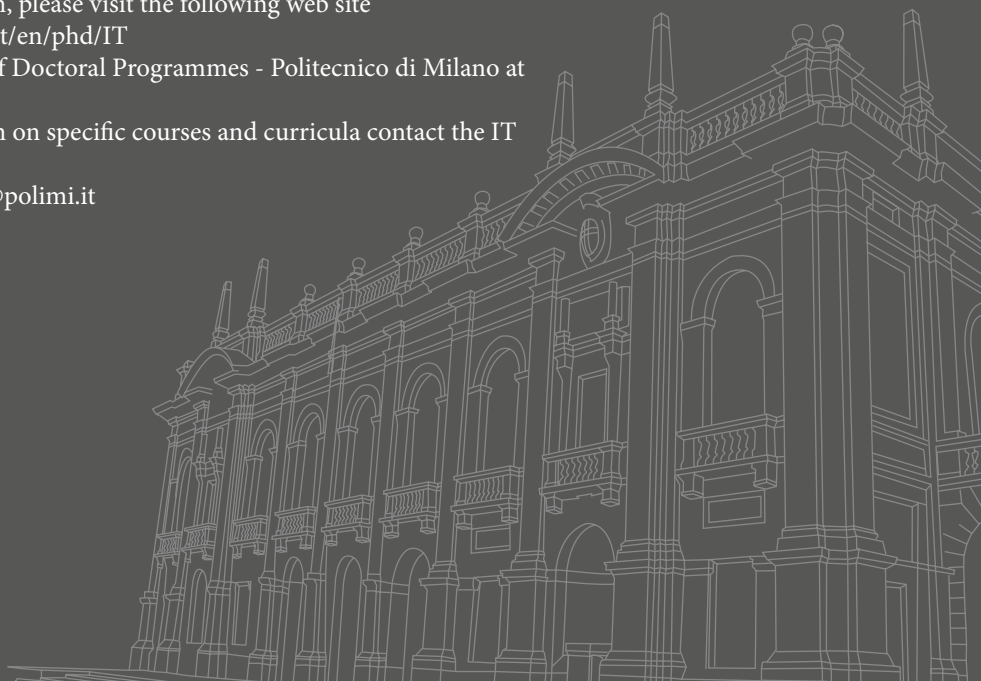 , please visit the following web site
t/en/phd/IT
f Doctoral Programmes - Politecnico di Milano at
on specific courses and curricula contact the IT
@polimi.it